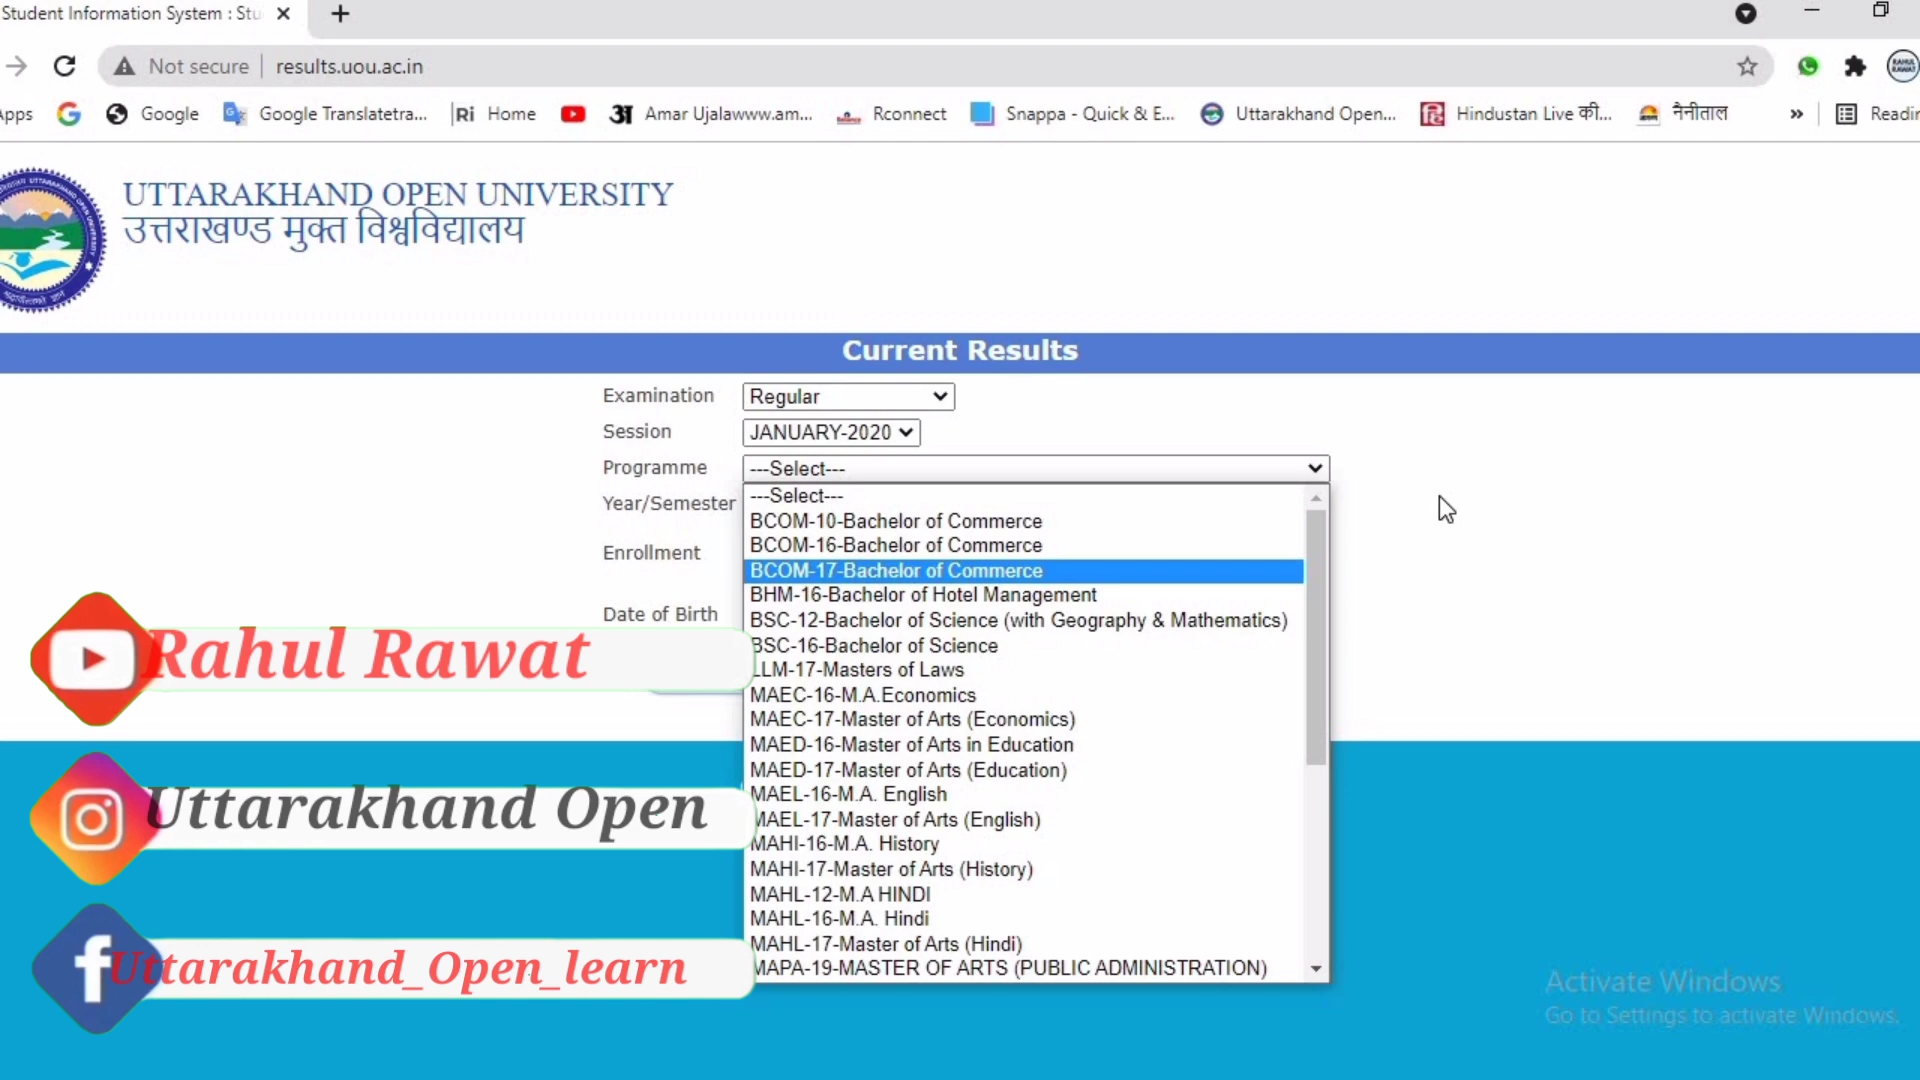 Student Information System : Stu
Not secure
results.uou.ac.in
Apps
Google
Google Translatetra...
Ri Home
Amar Ujalawww.am...
Rconnect
Snappa - Quick & E...
Uttarakhand Open...
Hindustan Live की...
नैनीताल
»
Readin
UTTARAKHAND OPEN UNIVERSITY
उत्तराखण्ड मुक्त विश्वविद्यालय
Current Results
Examination Regular
Session JANUARY-2020
Programme ---Select---
Year/Semester
Enrollment
Date of Birth
---Select---
BCOM-10-Bachelor of Commerce
BCOM-16-Bachelor of Commerce
BCOM-17-Bachelor of Commerce
BHM-16-Bachelor of Hotel Management
BSC-12-Bachelor of Science (with Geography & Mathematics)
BSC-16-Bachelor of Science
LLM-17-Masters of Laws
MAEC-16-M.A.Economics
MAEC-17-Master of Arts (Economics)
MAED-16-Master of Arts in Education
MAED-17-Master of Arts (Education)
MAEL-16-M.A. English
MAEL-17-Master of Arts (English)
MAHI-16-M.A. History
MAHI-17-Master of Arts (History)
MAHL-12-M.A HINDI
MAHL-16-M.A. Hindi
MAHL-17-Master of Arts (Hindi)
MAPA-19-MASTER OF ARTS (PUBLIC ADMINISTRATION)
Rahul Rawat
Uttarakhand Open
Uttarakhand_Open_learn
Activate Windows
Go to Settings to activate Windows.